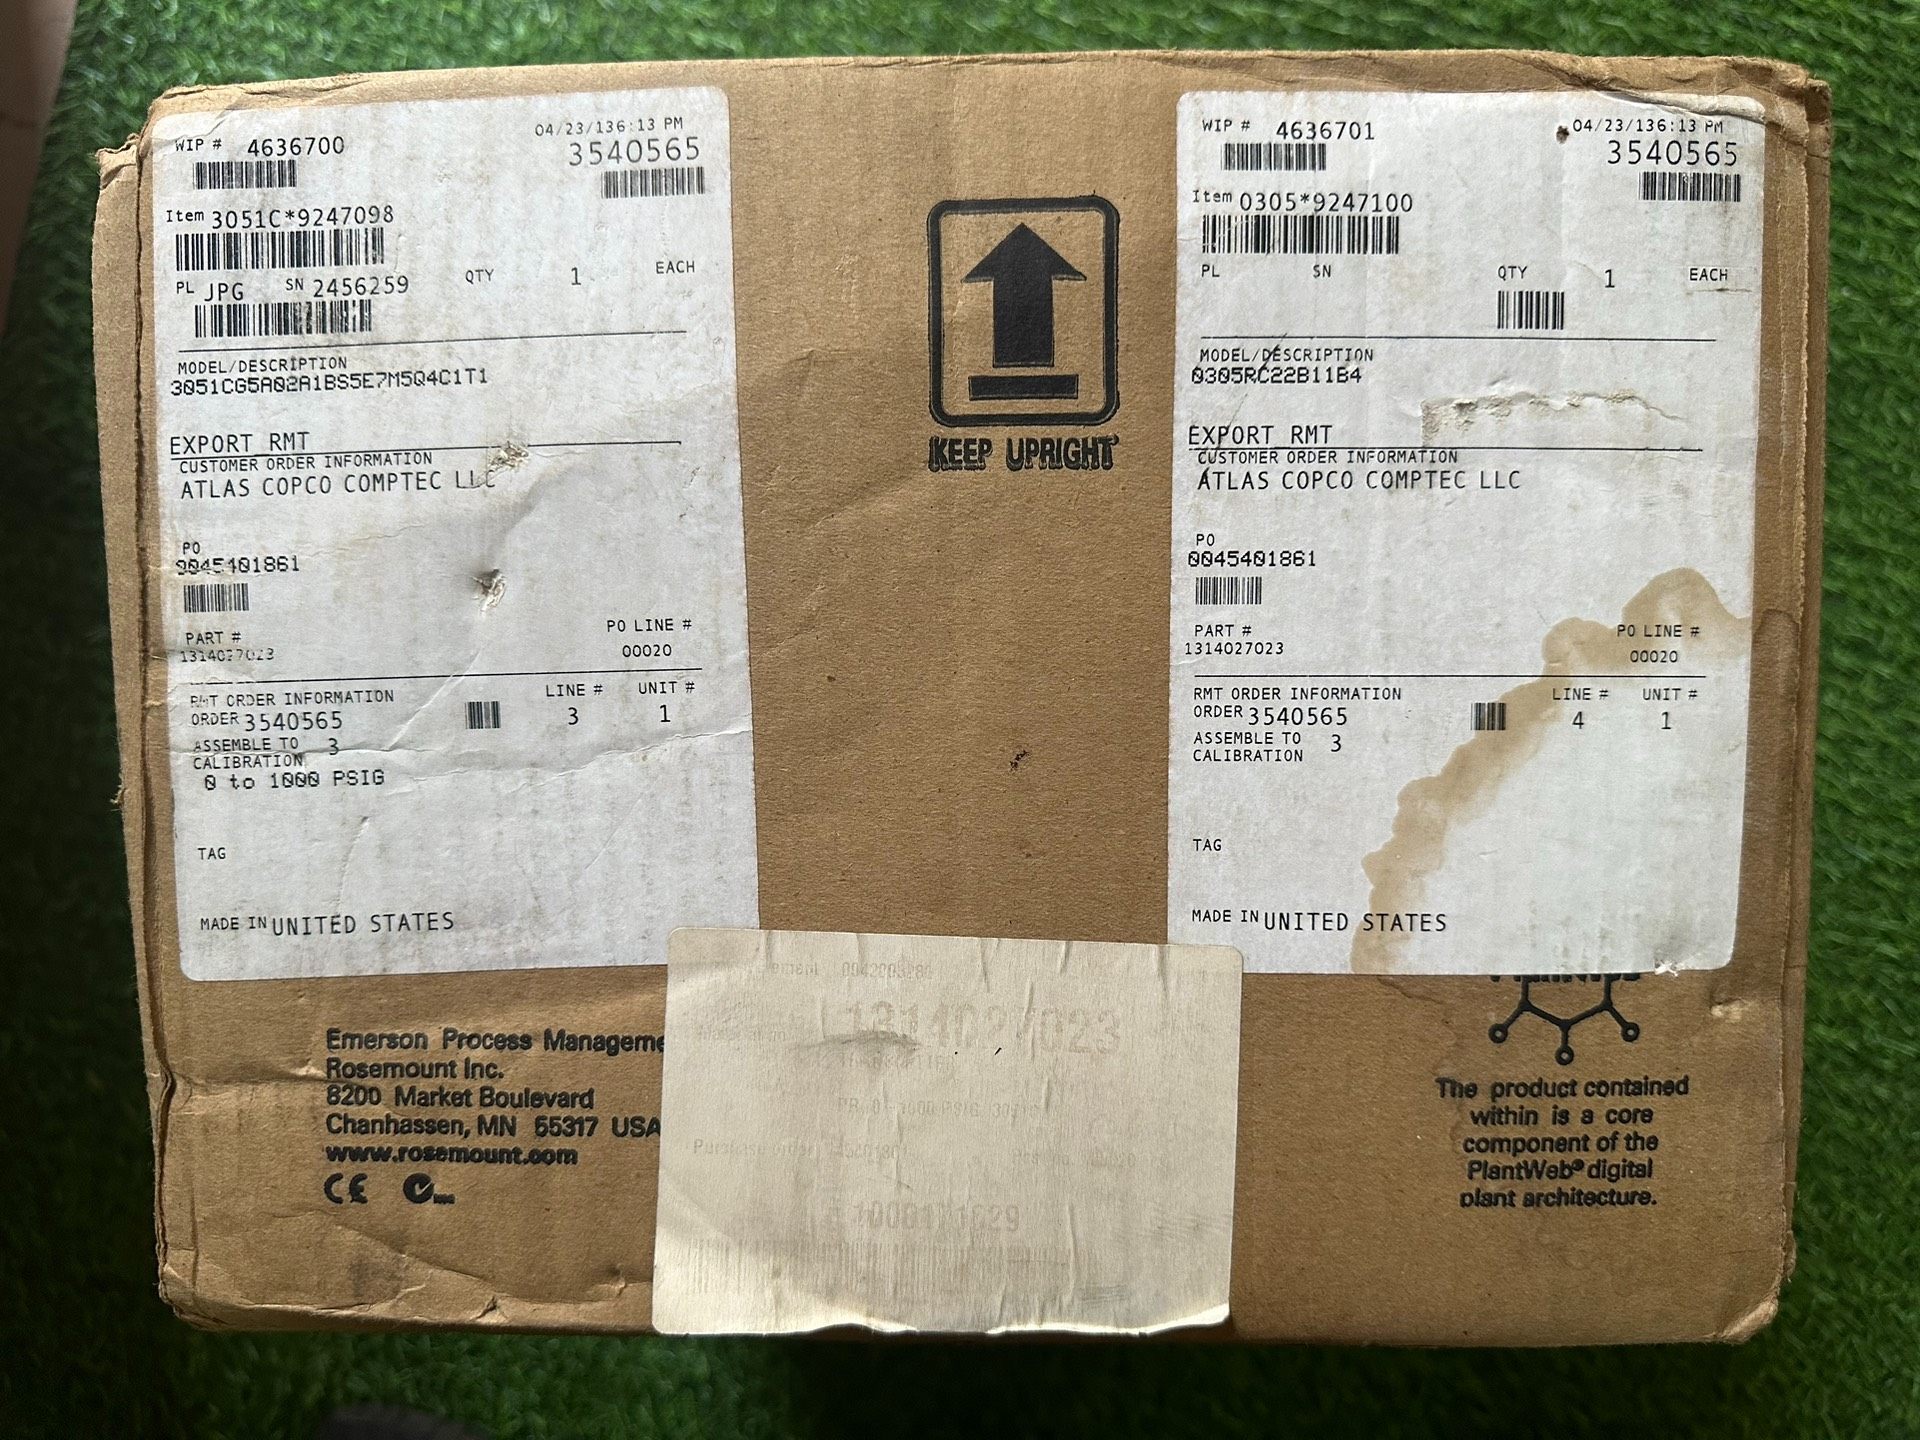 WIP # 4636700
04/23/136:13 PM
3540565
Item 3051C*9247098
PL JPG SN 2456259 QTY 1 EACH
MODEL/DESCRIPTION
3051CG5A02A1BS5E7M5Q4C1T1
EXPORT RMT
CUSTOMER ORDER INFORMATION
ATLAS COPCO COMPTEC LLC
PO
0045401861
PART # PO LINE #
1314027023 00020
RMT ORDER INFORMATION LINE # UNIT #
ORDER 3540565 3 1
ASSEMBLE TO 3
CALIBRATION
0 to 1000 PSIG
TAG
MADE IN UNITED STATES
KEEP UPRIGHT
WIP # 4636701
04/23/136:13 PM
3540565
Item 0305*9247100
PL SN QTY 1 EACH
MODEL/DESCRIPTION
0305RC22B11B4
EXPORT RMT
CUSTOMER ORDER INFORMATION
ATLAS COPCO COMPTEC LLC
PO
0045401861
PART # PO LINE #
1314027023 00020
RMT ORDER INFORMATION LINE # UNIT #
ORDER 3540565 4 1
ASSEMBLE TO 3
CALIBRATION
TAG
MADE IN UNITED STATES
Emerson Process Manageme
Rosemount Inc.
8200 Market Boulevard
Chanhassen, MN 55317 USA
www.rosemount.com
CE
1314027023
The product contained
within is a core
component of the
PlantWeb® digital
plant architecture.